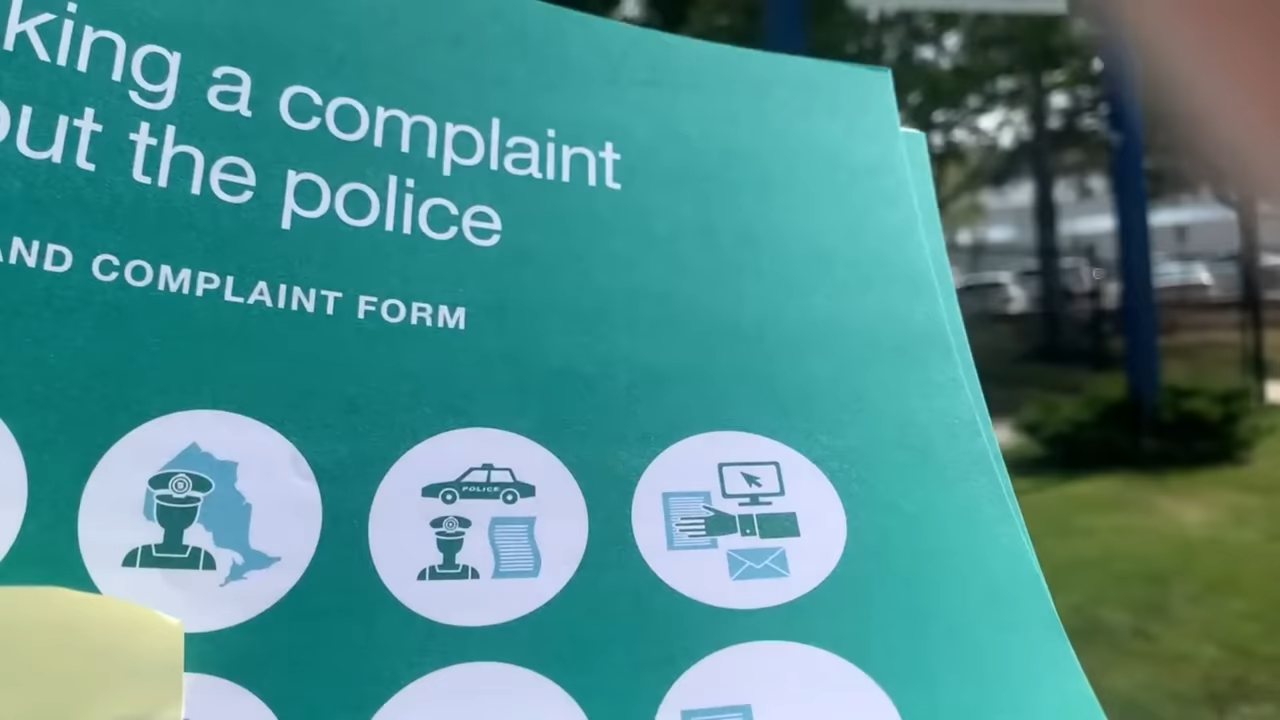 king a complaint
out the police
AND COMPLAINT FORM
POLICE